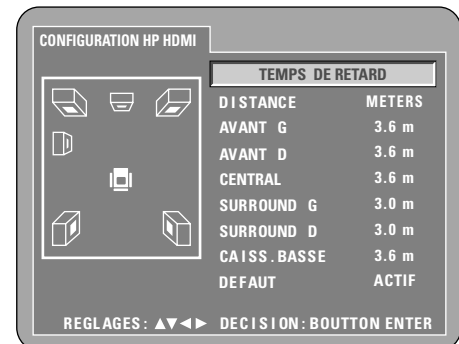 CONFIGURATION HP HDMI
TEMPS DE RETARD
DISTANCE METERS
AVANT G 3.6 m
AVANT D 3.6 m
CENTRAL 3.6 m
SURROUND G 3.0 m
SURROUND D 3.0 m
CAISS.BASSE 3.6 m
DEFAUT ACTIF
REGLAGES: ▲▼◀▶ DECISION: BOUTTON ENTER